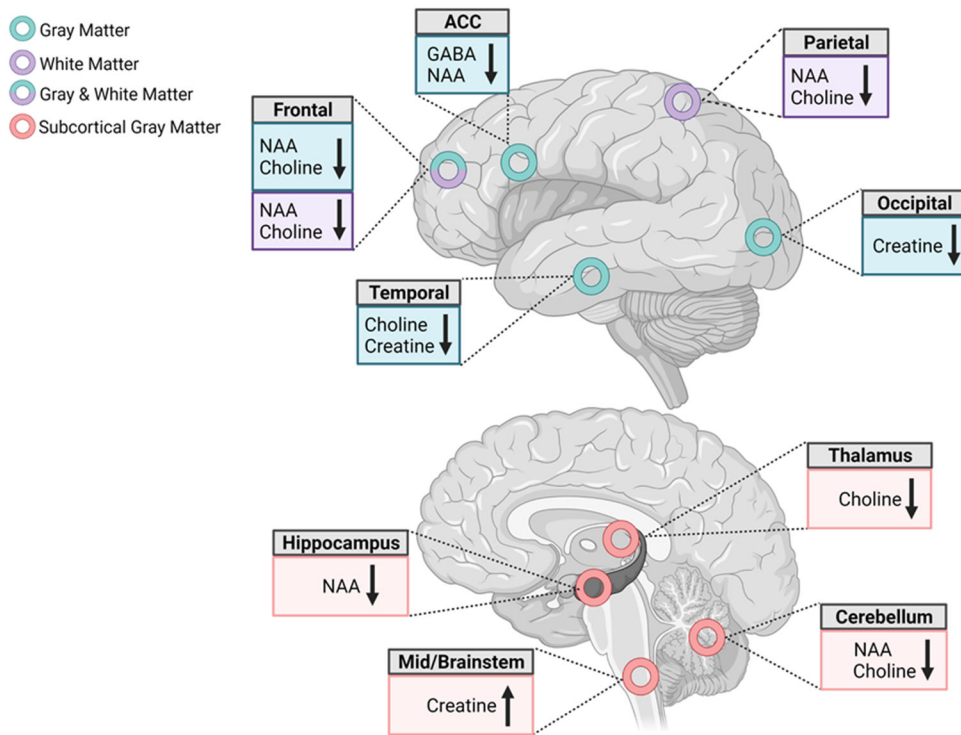 Gray Matter
White Matter
Gray & White Matter
Subcortical Gray Matter
ACC
GABA
NAA
Parietal
NAA
Choline
Frontal
NAA
Choline
NAA
Choline
Occipital
Creatine
Temporal
Choline
Creatine
Thalamus
Choline
Hippocampus
NAA
Cerebellum
NAA
Choline
Mid/Brainstem
Creatine